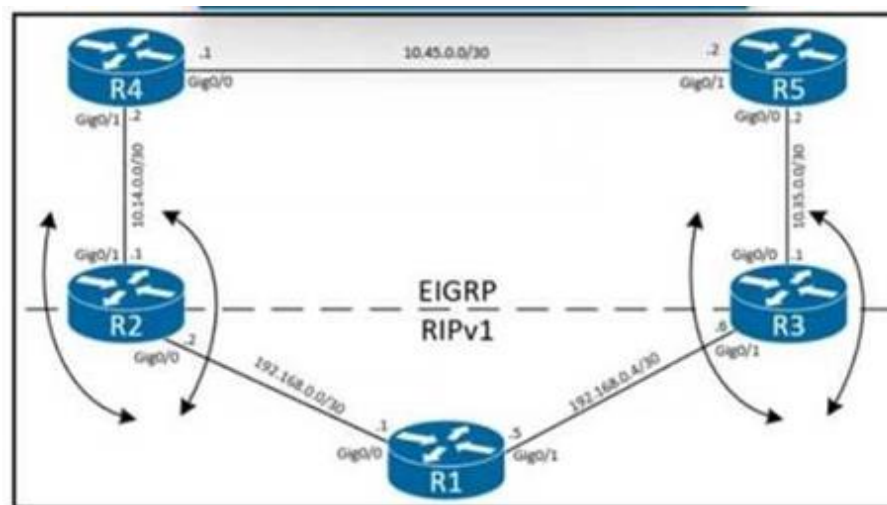 .1
10.45.0.0/30
.2
R4
Gig0/0
Gig0/1
R5
Gig0/1
.2
Gig0/0
.2
10.14.0.0/30
10.35.0.0/30
Gig0/1
.1
Gig0/0
.1
R2
EIGRP
RIPv1
R3
Gig0/0
.2
192.168.0.0/30
192.168.0.4/30
.6
Gig0/1
.1
Gig0/0
R1
.5
Gig0/1